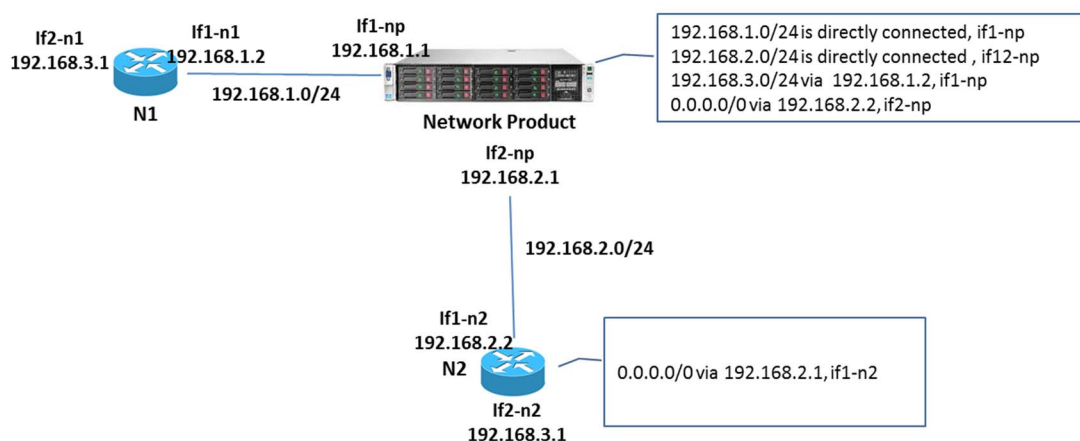 If2-n1
192.168.3.1
If1-n1
192.168.1.2
N1
192.168.1.0/24
If1-np
192.168.1.1
Network Product
192.168.1.0/24 is directly connected, if1-np
192.168.2.0/24 is directly connected , if12-np
192.168.3.0/24 via 192.168.1.2, if1-np
0.0.0.0/0 via 192.168.2.2, if2-np
If2-np
192.168.2.1
192.168.2.0/24
If1-n2
192.168.2.2
N2
0.0.0.0/0 via 192.168.2.1, if1-n2
If2-n2
192.168.3.1